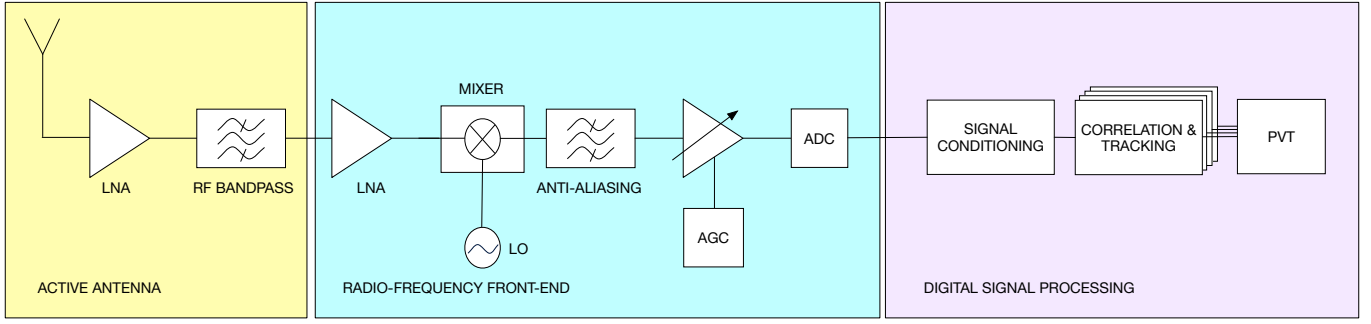 MIXER
ADC
SIGNAL
CONDITIONING
CORRELATION &
TRACKING
PVT
LNA
RF BANDPASS
LNA
ANTI-ALIASING
AGC
LO
ACTIVE ANTENNA
RADIO-FREQUENCY FRONT-END
DIGITAL SIGNAL PROCESSING